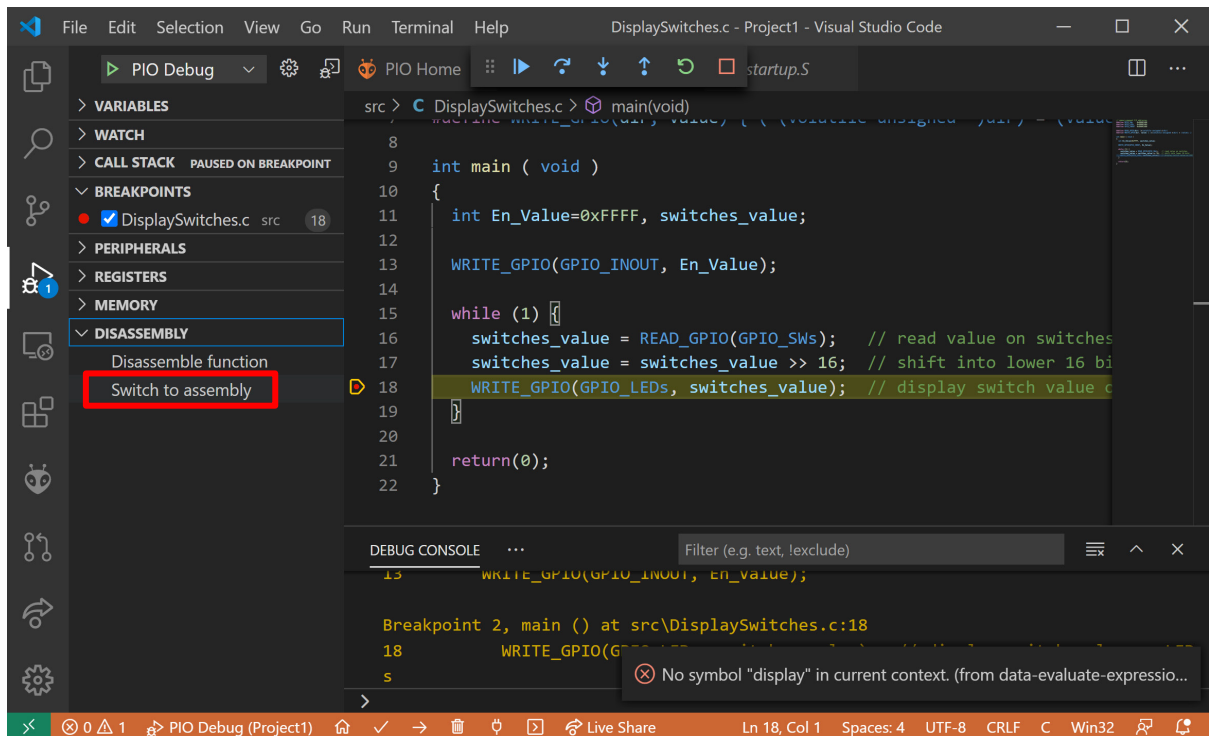 File Edit Selection View Go Run Terminal Help DisplaySwitches.c - Project1 - Visual Studio Code
PIO Debug
PIO Home startup.S
VARIABLES
WATCH
CALL STACK PAUSED ON BREAKPOINT
BREAKPOINTS
DisplaySwitches.c src 18
PERIPHERALS
REGISTERS
1
MEMORY
DISASSEMBLY
Disassemble function
Switch to assembly
src > C DisplaySwitches.c > main(void)
8
9 int main ( void )
10 {
11 int En_Value=0xFFFF, switches_value;
12
13 WRITE_GPIO(GPIO_INOUT, En_Value);
14
15 while (1) {
16 switches_value = READ_GPIO(GPIO_SWs); // read value on switches
17 switches_value = switches_value >> 16; // shift into lower 16 bi
18 WRITE_GPIO(GPIO_LEDs, switches_value); // display switch value
19 }
20
21 return(0);
22 }
DEBUG CONSOLE ... Filter (e.g. text, !exclude)
13 WRITE_GPIO(GPIO_INOUT, En_Value);
Breakpoint 2, main () at src\DisplaySwitches.c:18
18 WRITE_GPIO(G
s
No symbol "display" in current context. (from data-evaluate-expressio...
>
0 1 PIO Debug (Project1) Live Share Ln 18, Col 1 Spaces: 4 UTF-8 CRLF C Win32